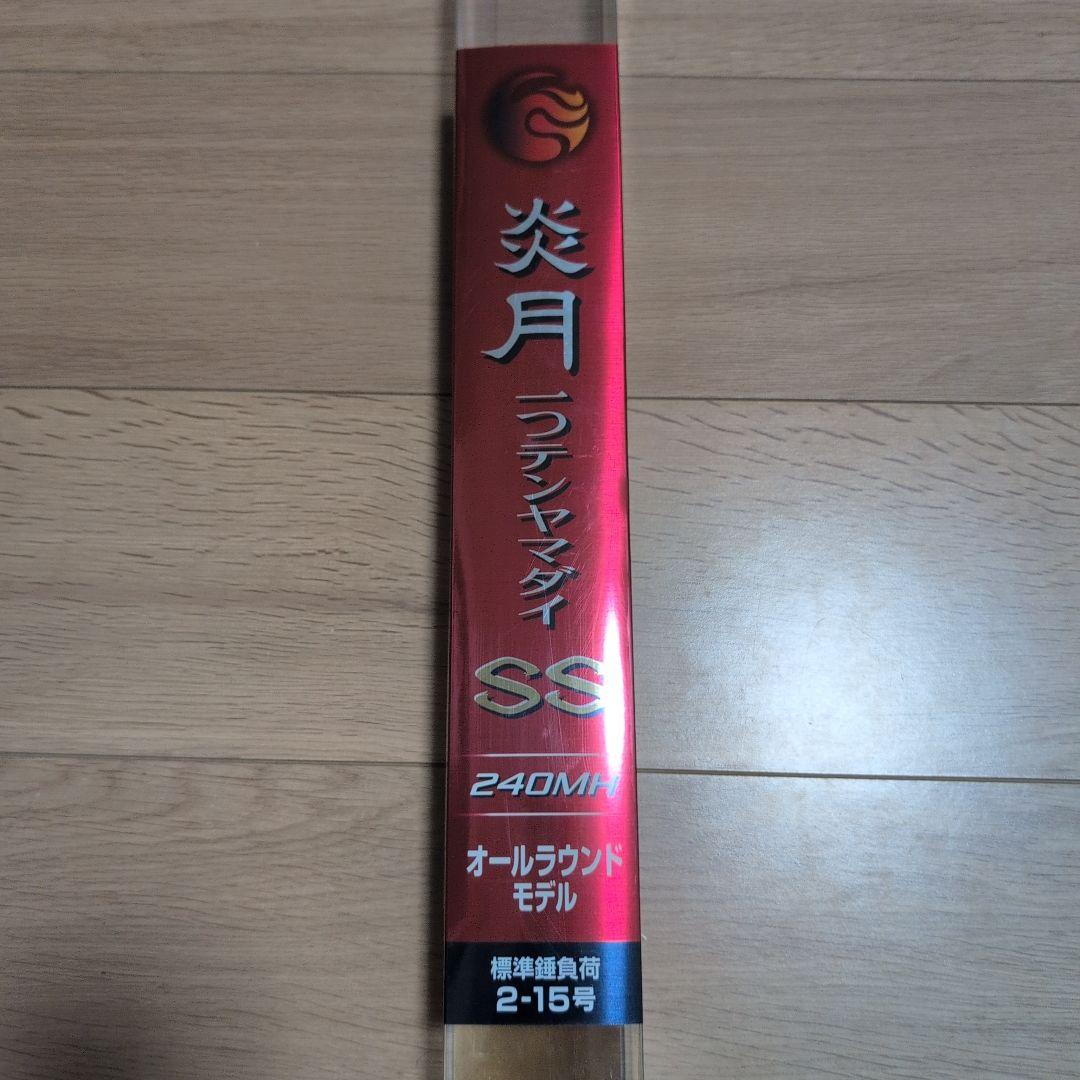 炎月
一つテンヤマダイ
SS
240MH
オールラウンド
モデル
標準錘負荷
2-15号